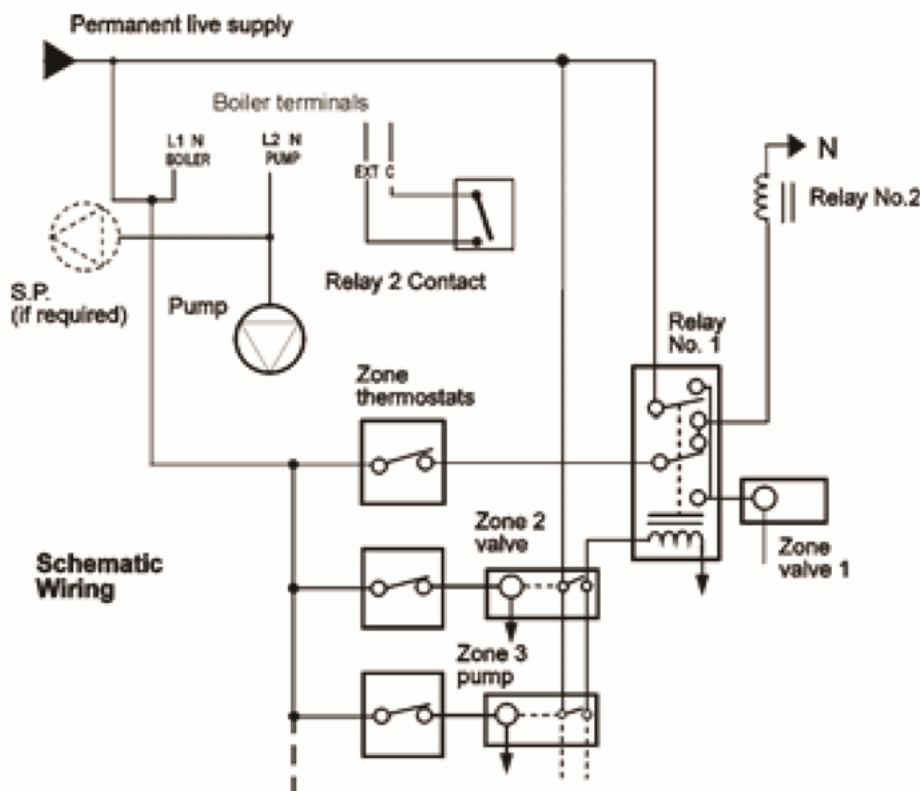 Permanent live supply
Boiler terminals
L1 N
BOILER
L2 N
PUMP
EXT C
N
Relay No.2
S.P.
(if required)
Pump
Relay 2 Contact
Relay
No. 1
Zone
thermostats
Zone 2
valve
Zone
valve 1
Schematic
Wiring
Zone 3
pump